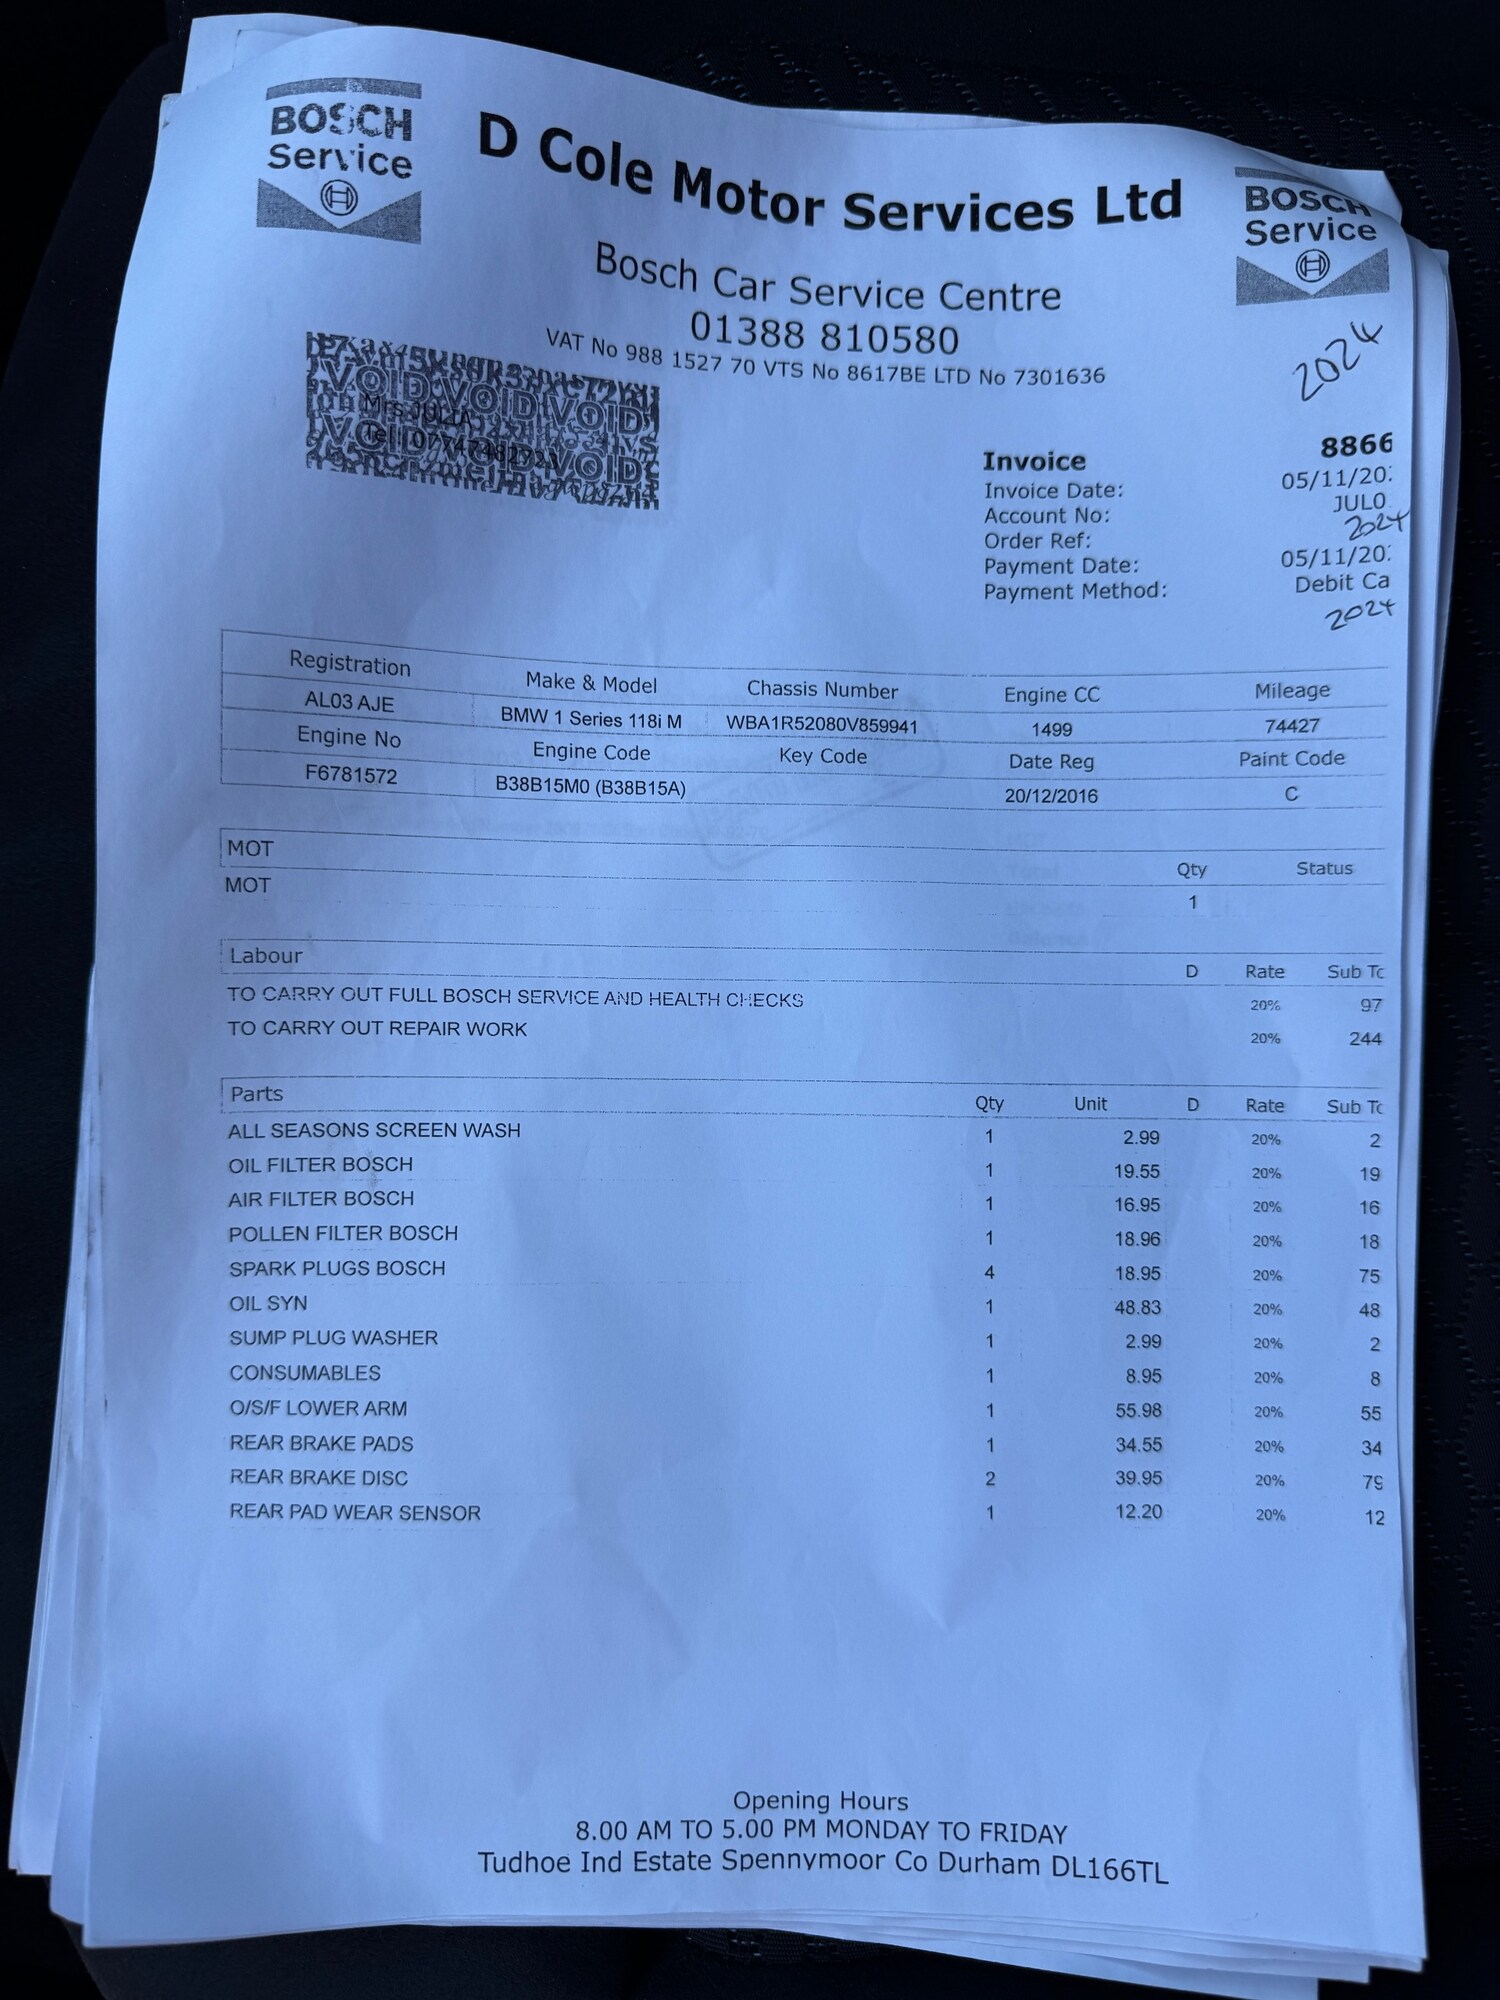 BOSCH
Service
D Cole Motor Services Ltd
BOSCH
Service
Bosch Car Service Centre
01388 810580
VAT No 988 1527 70 VTS No 8617BE LTD No 7301636
2024
VOID VOID VOID
Mrs JULIA
Tel: 07747482723
VOID VOID VOID
Invoice 8866
Invoice Date: 05/11/20
Account No: JUL0
Order Ref: 2024
Payment Date: 05/11/20
Payment Method: Debit Ca
2024
Registration Make & Model Chassis Number Engine CC Mileage
AL03 AJE BMW 1 Series 118i M WBA1R52080V859941 1499 74427
Engine No Engine Code Key Code Date Reg Paint Code
F6781572 B38B15M0 (B38B15A) 20/12/2016 C
MOT Qty Status
MOT 1
Labour D Rate Sub To
TO CARRY OUT FULL BOSCH SERVICE AND HEALTH CHECKS 20% 97
TO CARRY OUT REPAIR WORK 20% 244
Parts Qty Unit D Rate Sub To
ALL SEASONS SCREEN WASH 1 2.99 20% 2
OIL FILTER BOSCH 1 19.55 20% 19
AIR FILTER BOSCH 1 16.95 20% 16
POLLEN FILTER BOSCH 1 18.96 20% 18
SPARK PLUGS BOSCH 4 18.95 20% 75
OIL SYN 1 48.83 20% 48
SUMP PLUG WASHER 1 2.99 20% 2
CONSUMABLES 1 8.95 20% 8
O/S/F LOWER ARM 1 55.98 20% 55
REAR BRAKE PADS 1 34.55 20% 34
REAR BRAKE DISC 2 39.95 20% 79
REAR PAD WEAR SENSOR 1 12.20 20% 12
Opening Hours
8.00 AM TO 5.00 PM MONDAY TO FRIDAY
Tudhoe Ind Estate Spennymoor Co Durham DL166TL